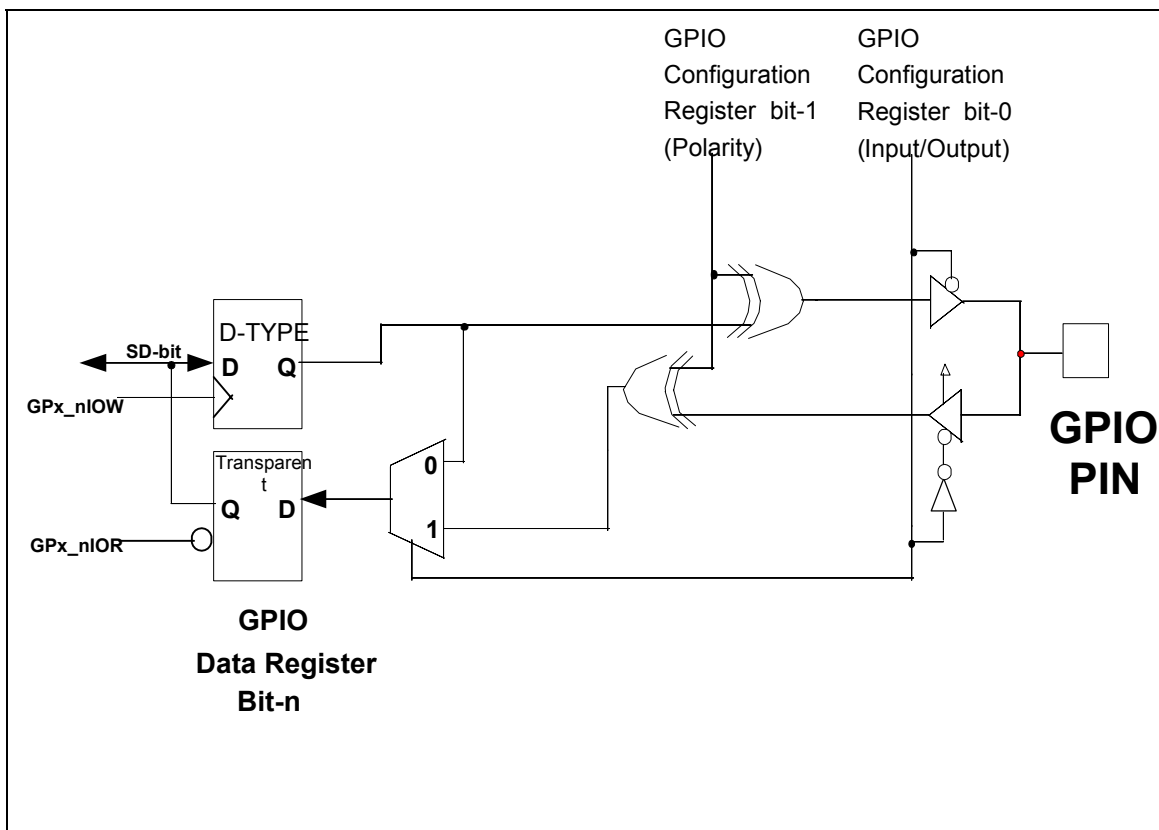 GPIO
Configuration
Register bit-1
(Polarity)
GPIO
Configuration
Register bit-0
(Input/Output)
D-TYPE
SD-bit
D Q
GPx_nIOW
Transparen
t
Q D
GPx_nIOR
0
1
GPIO
PIN
GPIO
Data Register
Bit-n